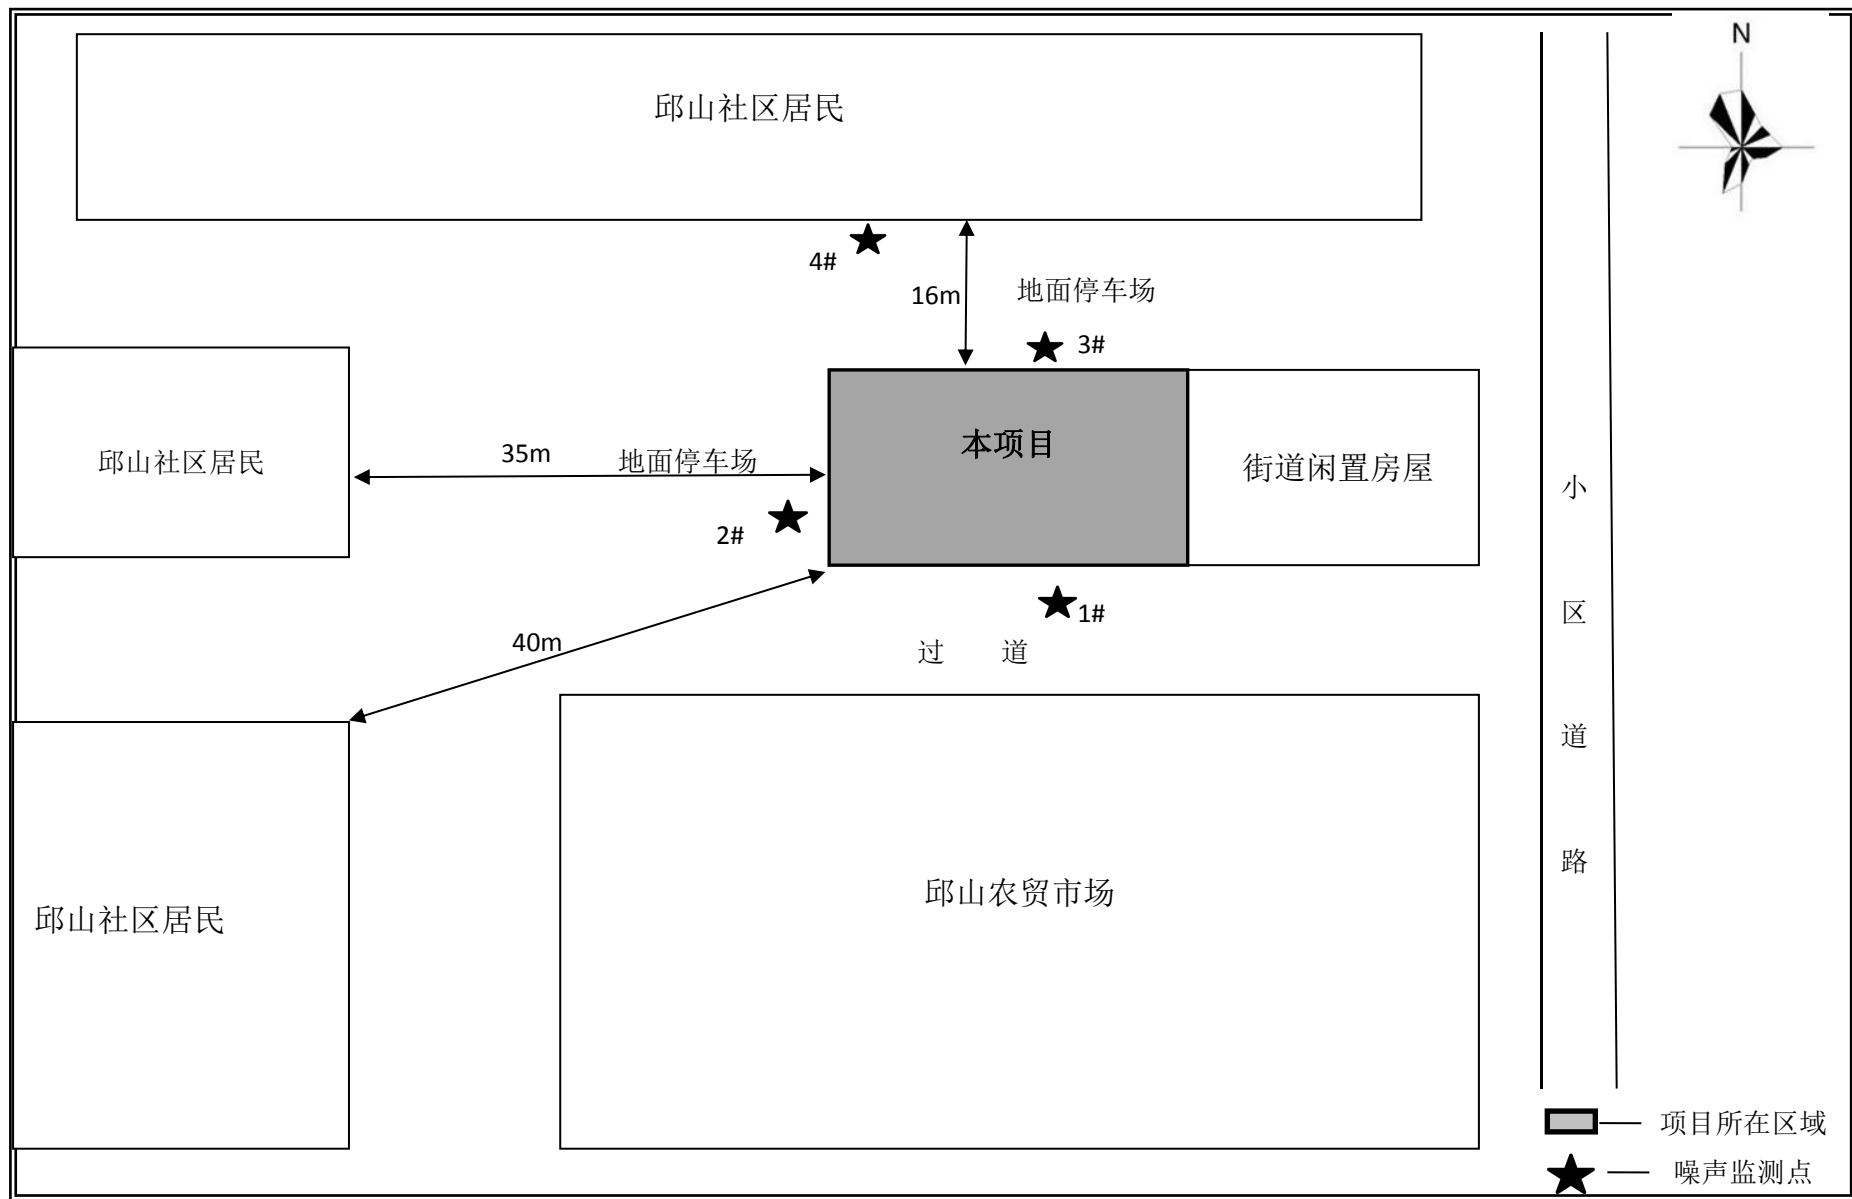 N
邱山社区居民
4#
16m
地面停车场
3#
邱山社区居民
35m
地面停车场
本项目
街道闲置房屋
2#
1#
40m
过 道
小区道路
邱山社区居民
邱山农贸市场
项目所在区域
噪声监测点